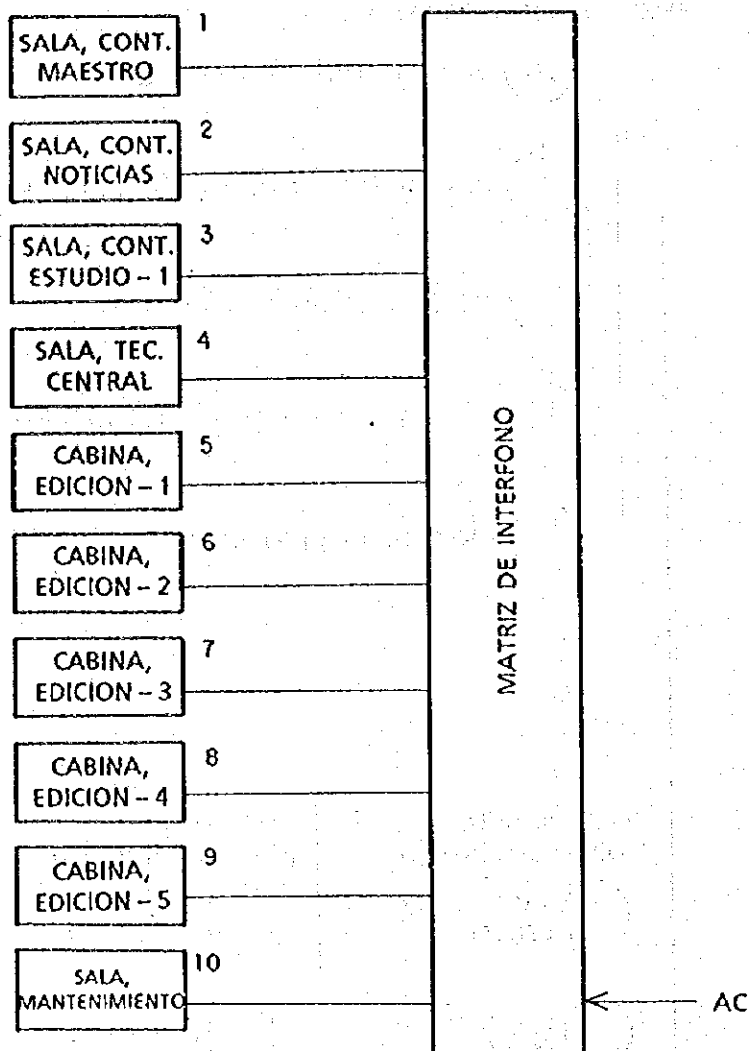 1
SALA, CONT.
MAESTRO
2
SALA, CONT.
NOTICIAS
3
SALA, CONT.
ESTUDIO – 1
4
SALA, TEC.
CENTRAL
5
CABINA,
EDICION – 1
6
CABINA,
EDICION – 2
7
CABINA,
EDICION – 3
8
CABINA,
EDICION – 4
9
CABINA,
EDICION – 5
10
SALA,
MANTENIMIENTO
MATRIZ DE INTERFONO
AC